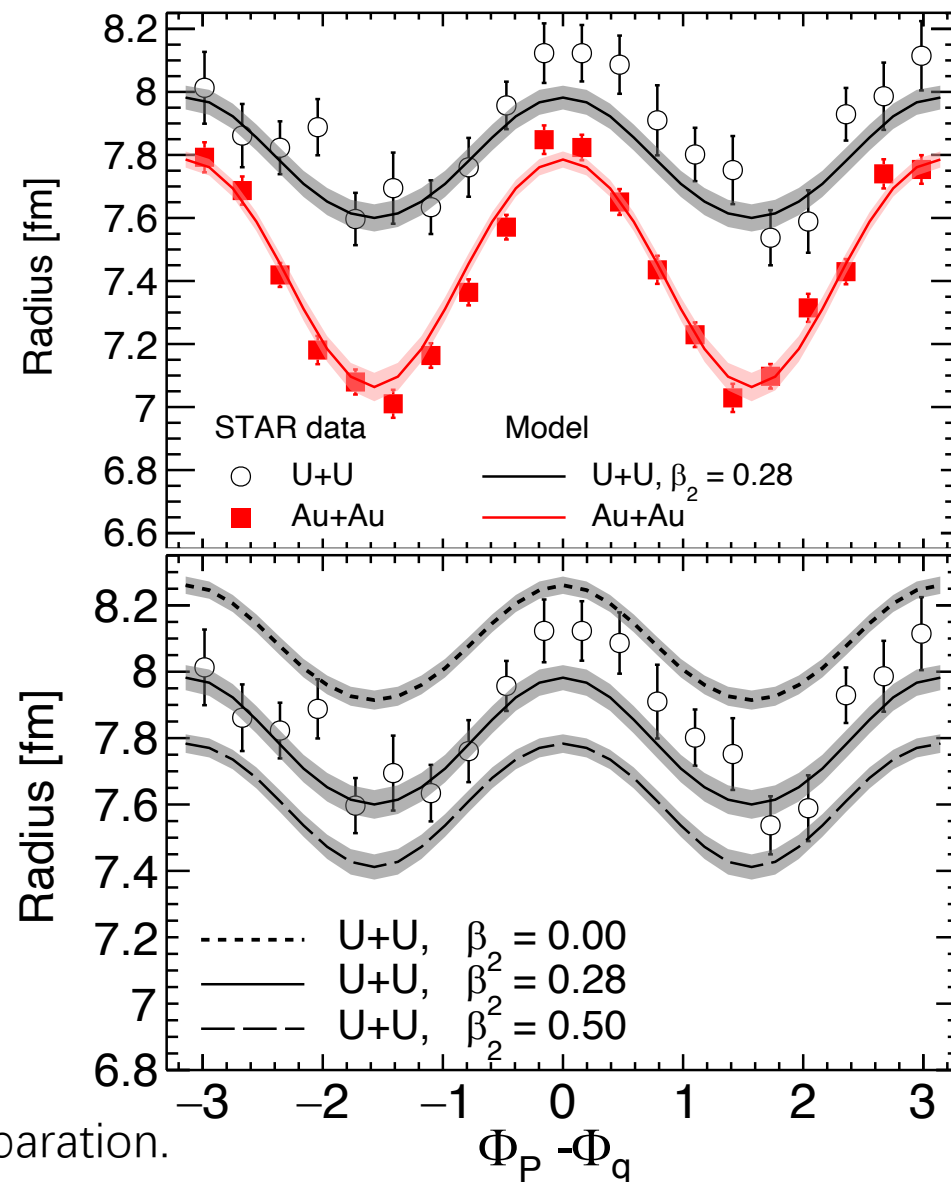 8.2
8
7.8
7.6
7.4
7.2
7
6.8
6.6
Radius [fm]
STAR data Model
U+U U+U, β₂ = 0.28
Au+Au Au+Au
8.2
8
7.8
7.6
7.4
7.2
7
6.8
Radius [fm]
U+U, β₂ = 0.00
U+U, β₂ = 0.28
U+U, β₂ = 0.50
−3 −2 −1 0 1 2 3
Φ_P -Φ_q